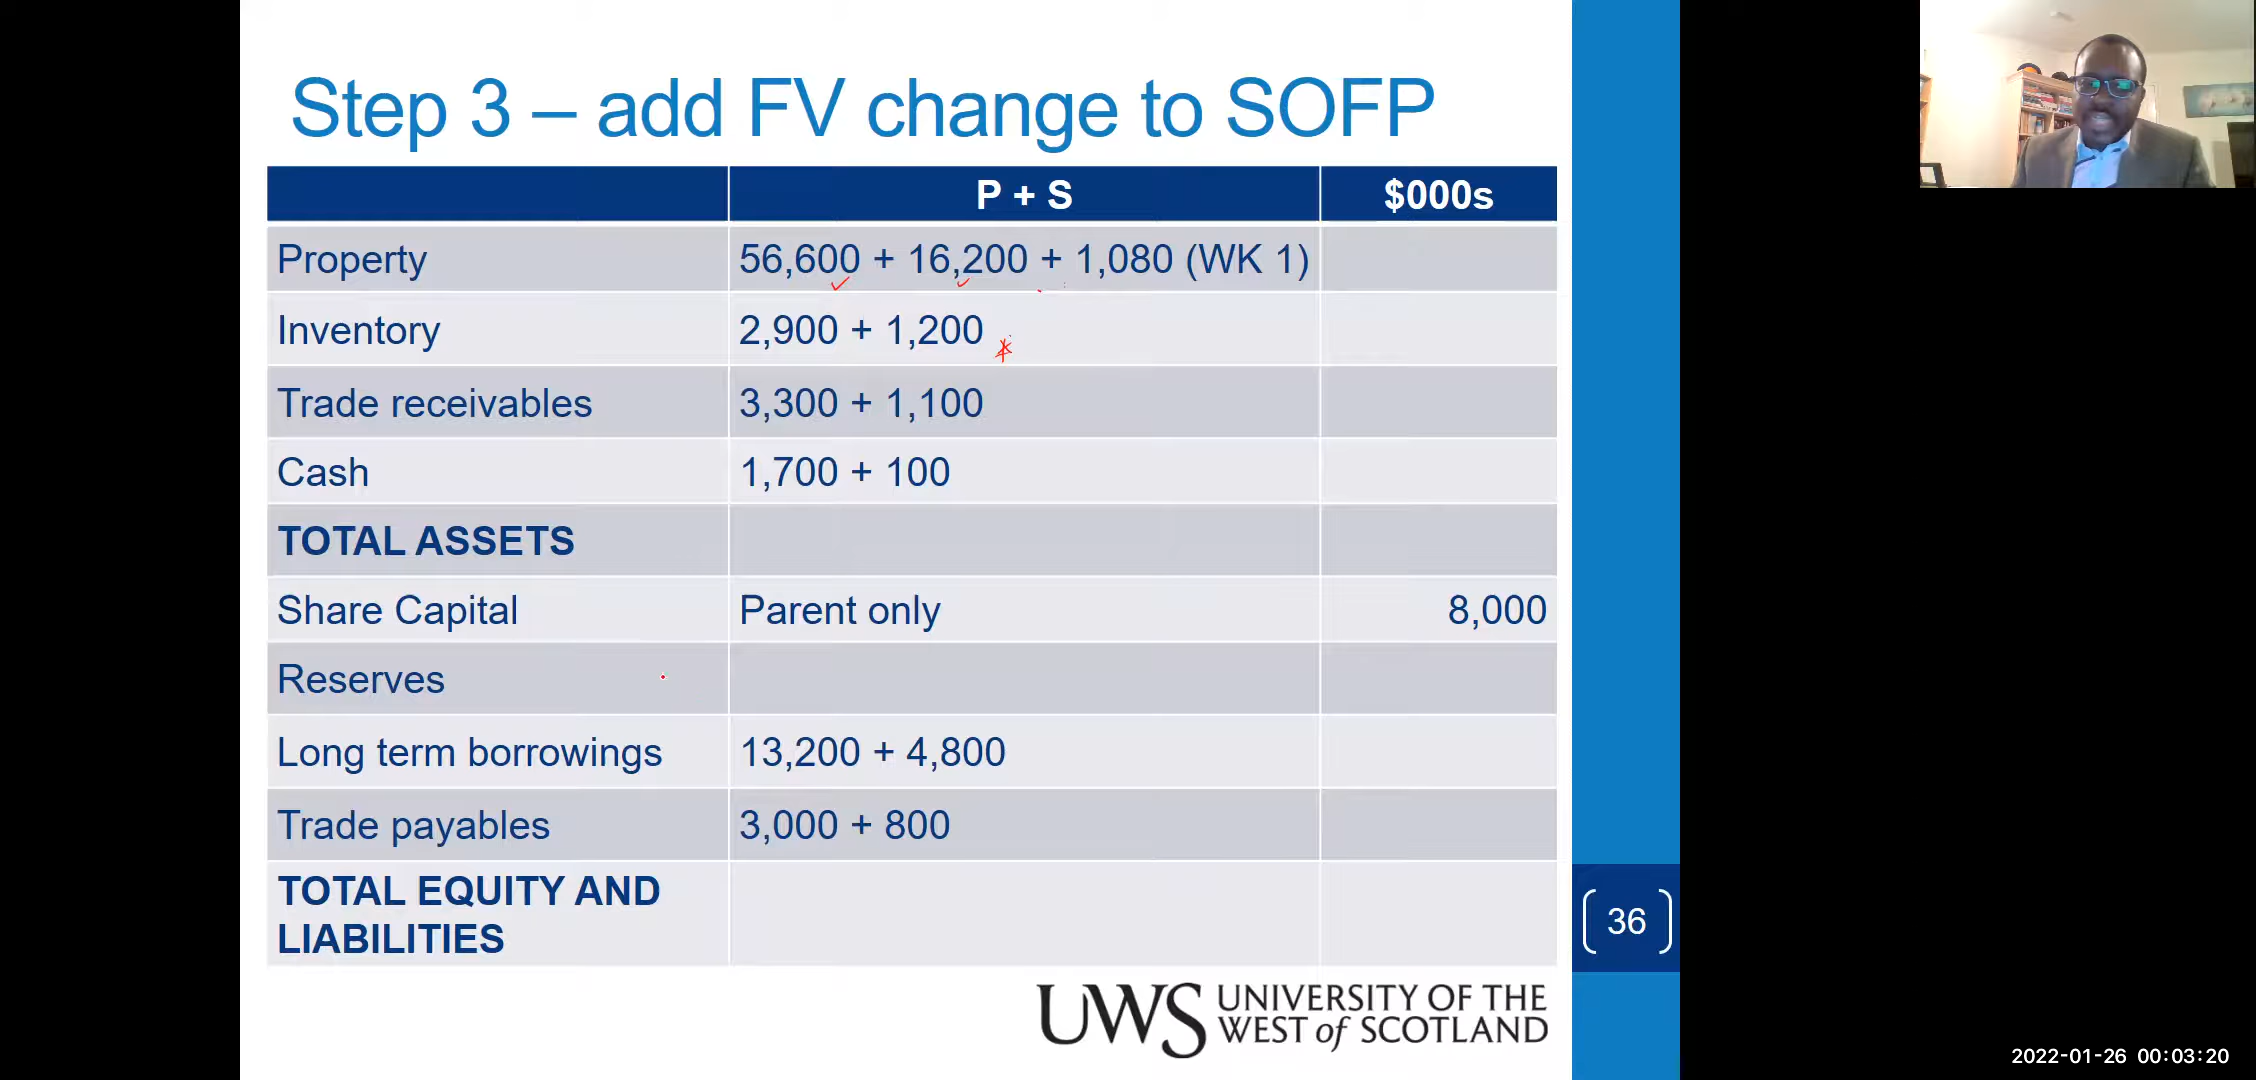 Step 3 – add FV change to SOFP
P + S $000s
Property 56,600 + 16,200 + 1,080 (WK 1)
Inventory 2,900 + 1,200
Trade receivables 3,300 + 1,100
Cash 1,700 + 100
TOTAL ASSETS
Share Capital Parent only 8,000
Reserves
Long term borrowings 13,200 + 4,800
Trade payables 3,000 + 800
TOTAL EQUITY AND
LIABILITIES
36
UWS UNIVERSITY OF THE
WEST of SCOTLAND
2022-01-26 00:03:20